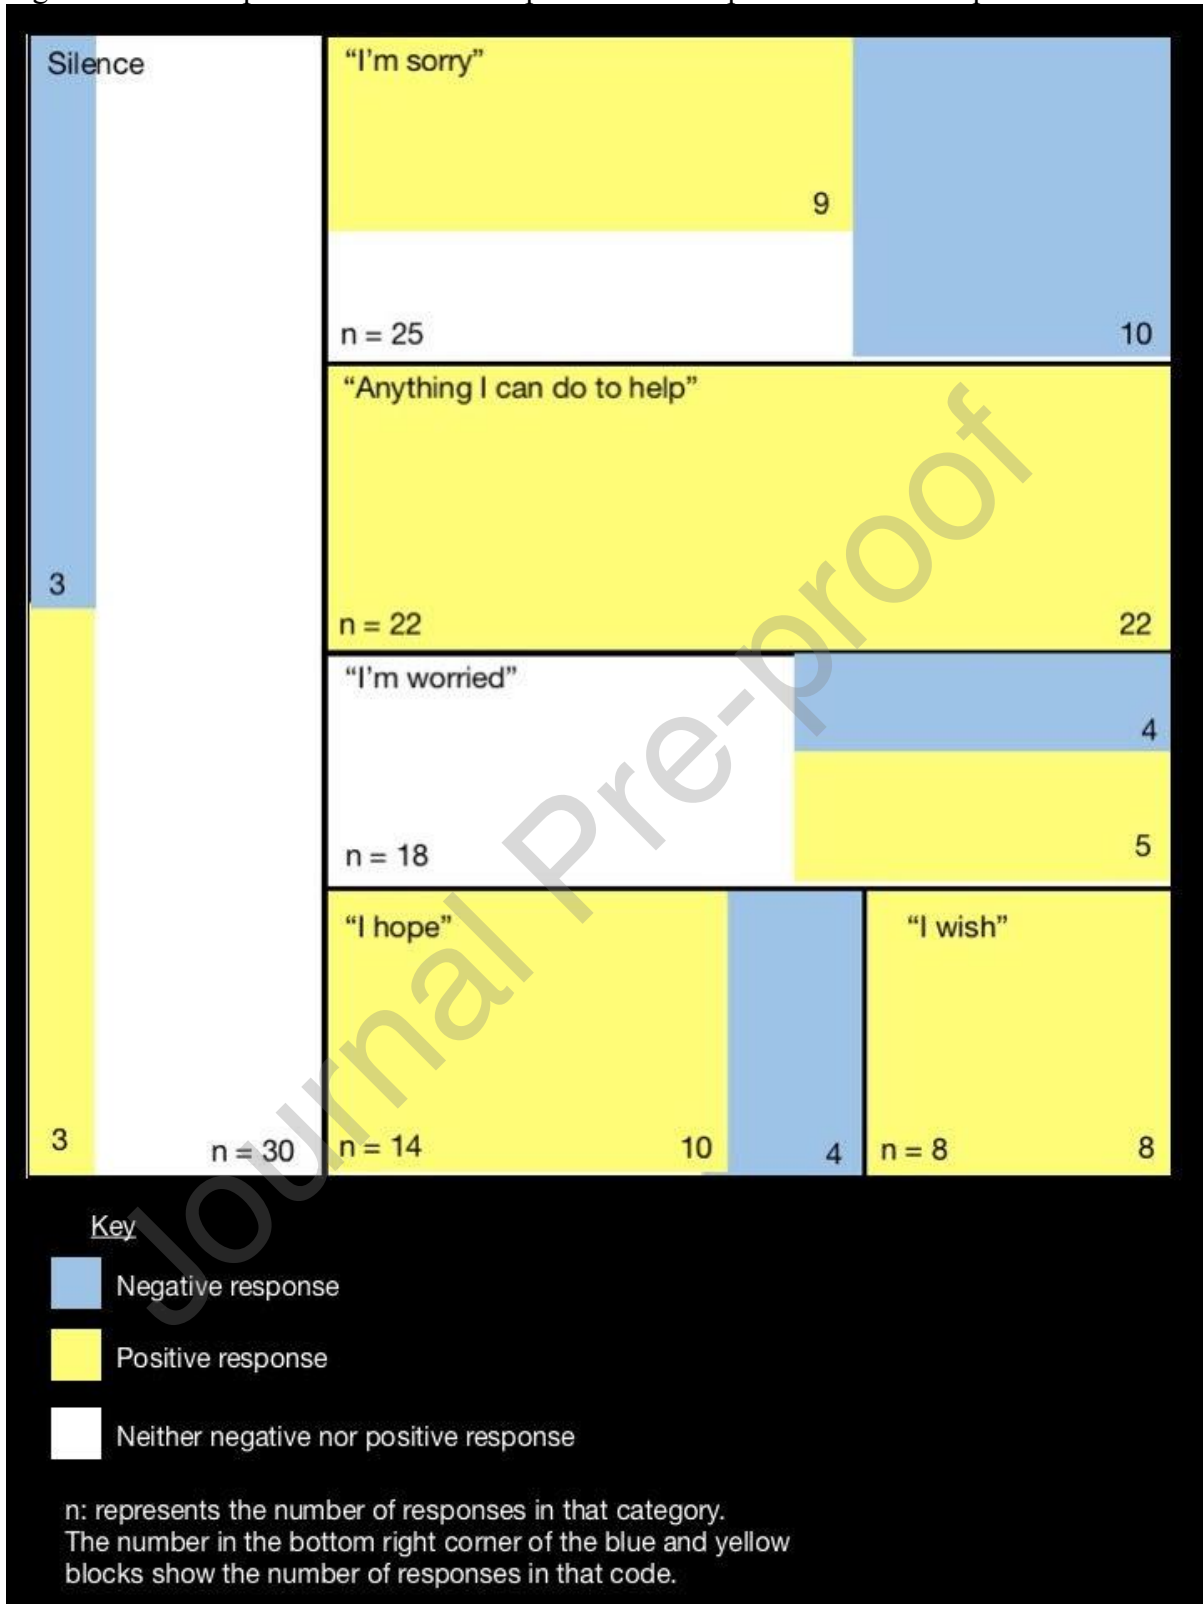 Silence
3
3
n = 30
“I’m sorry”
9
n = 25
10
“Anything I can do to help”
n = 22
22
“I’m worried”
4
n = 18
5
“I hope”
n = 14
10
4
“I wish”
n = 8
8
Journal Pre-proof
Key
Negative response
Positive response
Neither negative nor positive response
n: represents the number of responses in that category.
The number in the bottom right corner of the blue and yellow
blocks show the number of responses in that code.